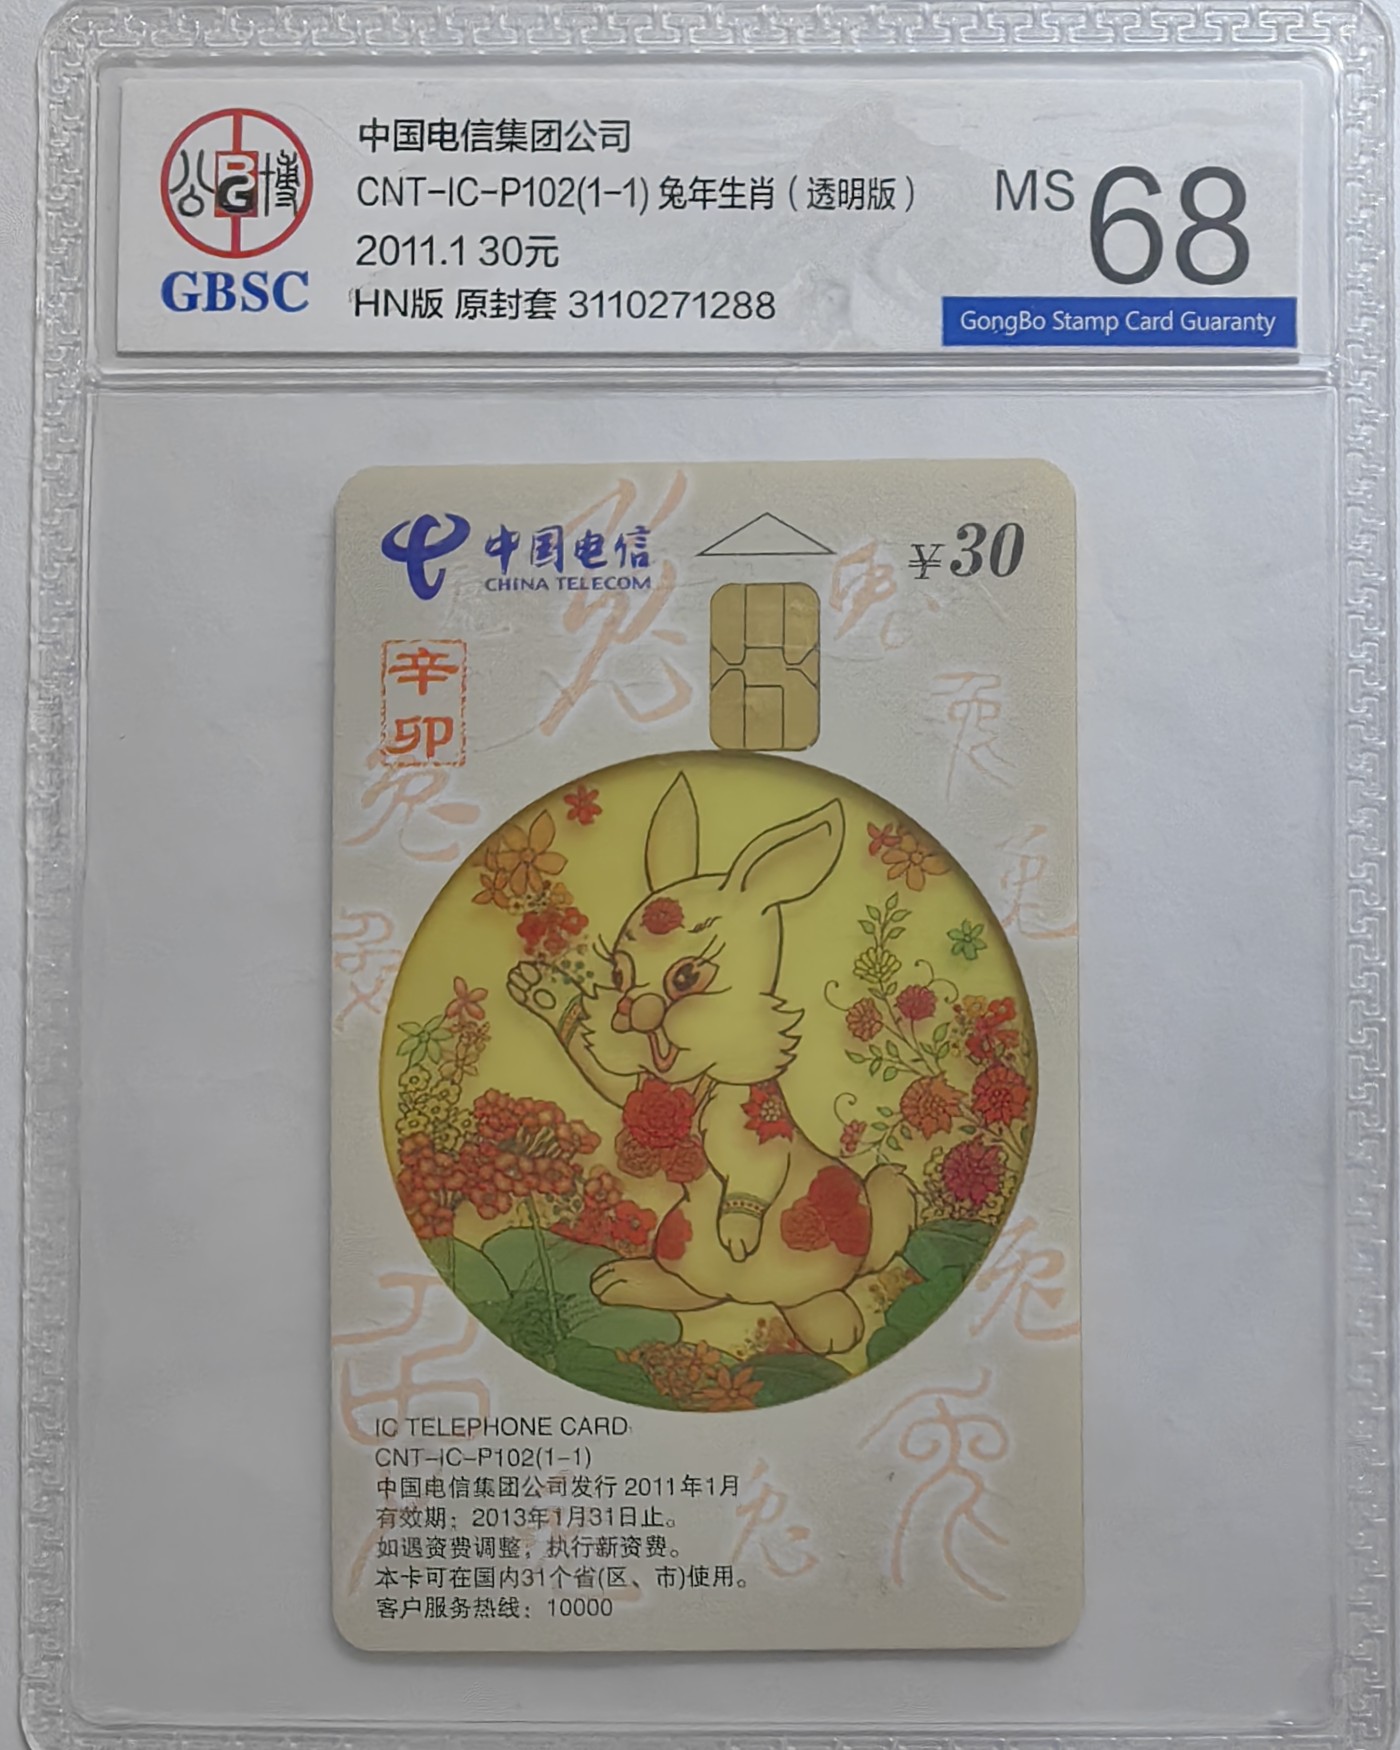 公博
BG
GBSC
中国电信集团公司
CNT-IC-P102(1-1) 兔年生肖（透明版）
2011.1 30元
HN版 原封套 3110271288
MS 68
GongBo Stamp Card Guaranty
中国电信
CHINA TELECOM
¥30
辛卯
IC TELEPHONE CARD
CNT-IC-P102(1-1)
中国电信集团公司发行 2011年1月
有效期：2013年1月31日止。
如遇资费调整，执行新资费。
本卡可在国内31个省(区、市)使用。
客户服务热线：10000